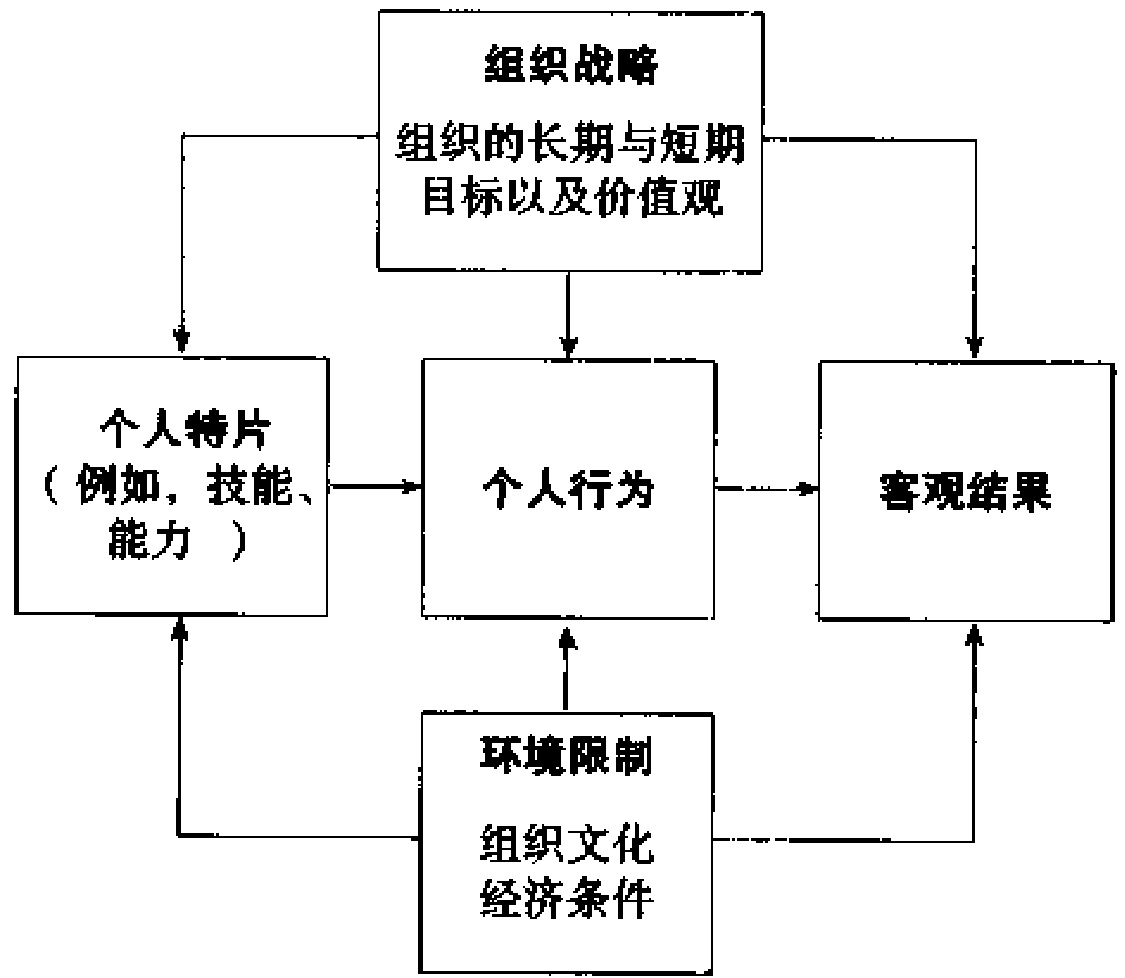 组织战略
组织的长期与短期
目标以及价值观
个人特片
（例如，技能、
能力 ）
个人行为
客观结果
环境限制
组织文化
经济条件